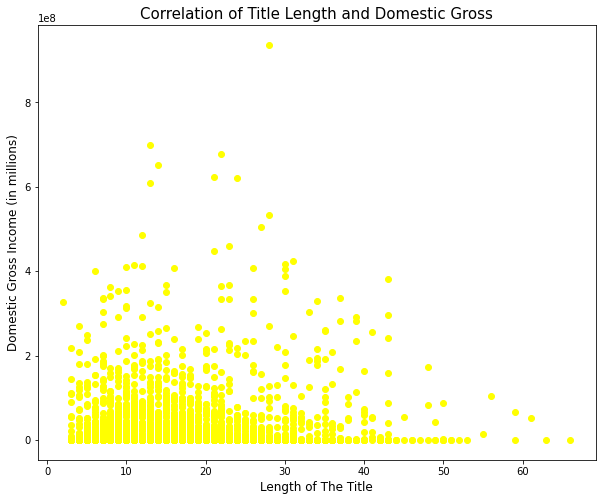 Correlation of Title Length and Domestic Gross
1e8
8
6
4
2
0
Domestic Gross Income (in millions)
0 10 20 30 40 50 60
Length of The Title